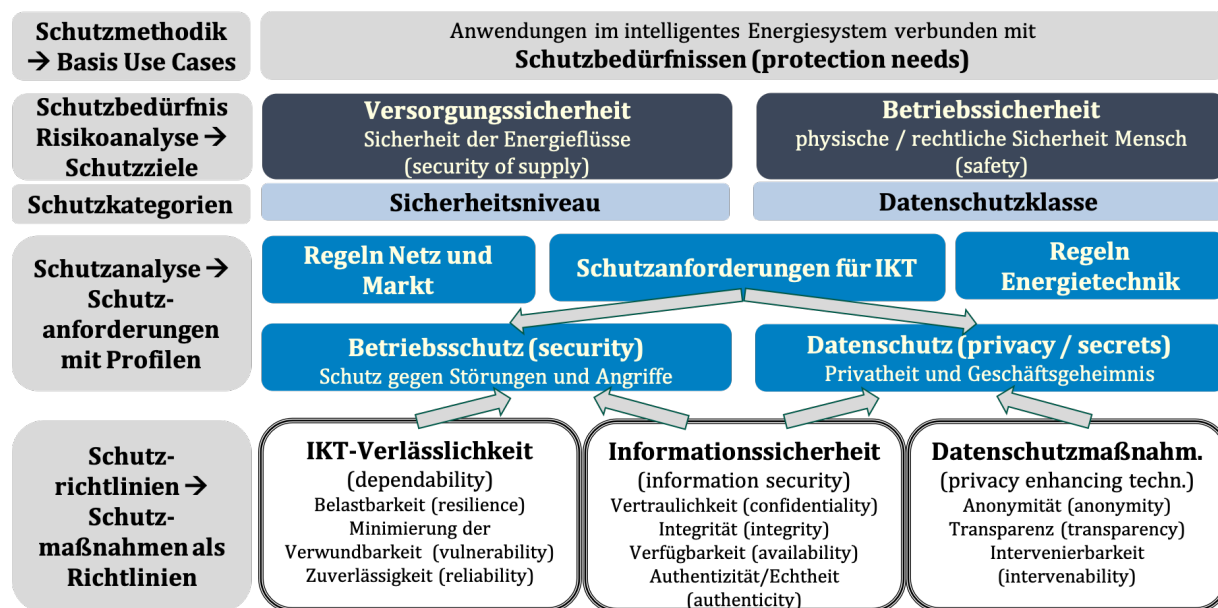 Schutzmethodik
→ Basis Use Cases
Anwendungen im intelligentes Energiesystem verbunden mit
Schutzbedürfnissen (protection needs)
Schutzbedürfnis
Risikoanalyse →
Schutzziele
Versorgungssicherheit
Sicherheit der Energieflüsse
(security of supply)
Betriebssicherheit
physische / rechtliche Sicherheit Mensch
(safety)
Schutzkategorien
Sicherheitsniveau
Datenschutzklasse
Schutzanalyse →
Schutz-
anforderungen
mit Profilen
Regeln Netz und
Markt
Schutzanforderungen für IKT
Regeln
Energietechnik
Betriebsschutz (security)
Schutz gegen Störungen und Angriffe
Datenschutz (privacy / secrets)
Privatheit und Geschäftsgeheimnis
Schutz-
richtlinien →
Schutz-
maßnahmen als
Richtlinien
IKT-Verlässlichkeit
(dependability)
Belastbarkeit (resilience)
Minimierung der
Verwundbarkeit (vulnerability)
Zuverlässigkeit (reliability)
Informationssicherheit
(information security)
Vertraulichkeit (confidentiality)
Integrität (integrity)
Verfügbarkeit (availability)
Authentizität/Echtheit
(authenticity)
Datenschutzmaßnahm.
(privacy enhancing techn.)
Anonymität (anonymity)
Transparenz (transparency)
Intervenierbarkeit
(intervenability)